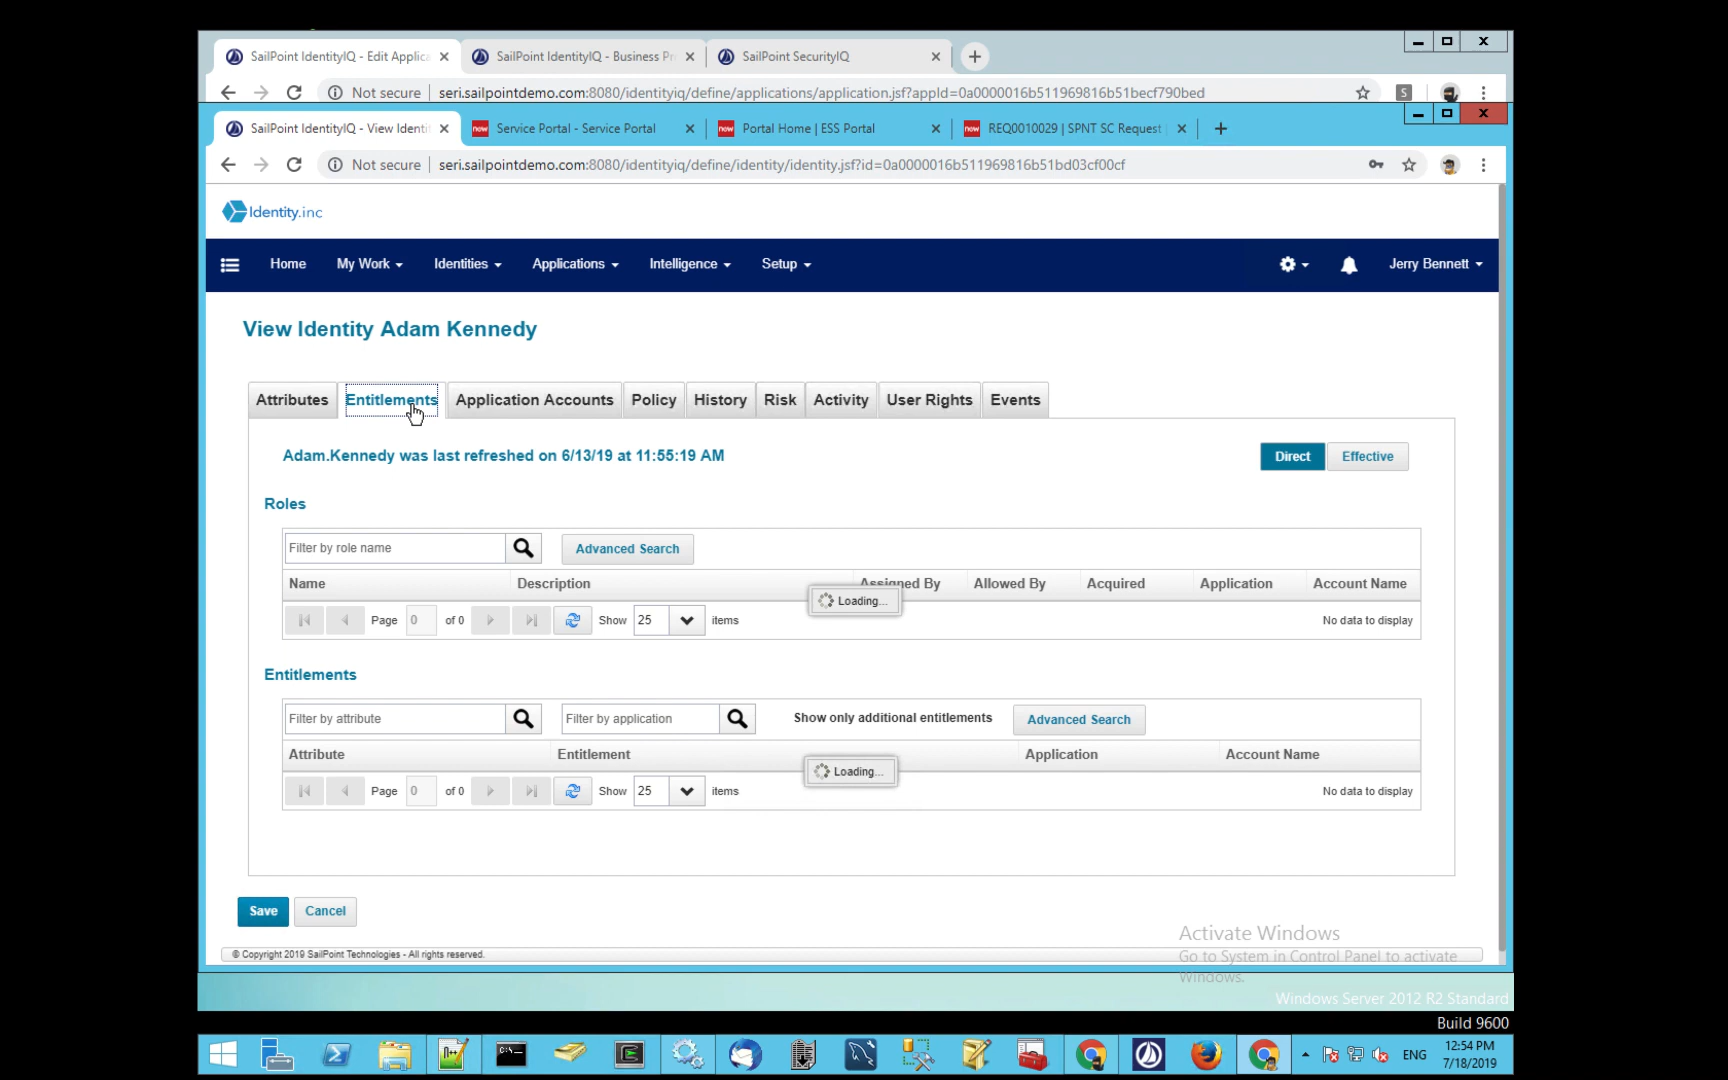 SailPoint IdentityIQ - Edit Applica
SailPoint IdentityIQ - Business Pr
SailPoint SecurityIQ
Not secure
seri.sailpointdemo.com:8080/identityiq/define/applications/application.jsf?appId=0a0000016b511969816b51becf790bed
S
SailPoint IdentityIQ - View Identi
now Service Portal - Service Portal
now Portal Home | ESS Portal
now REQ0010029 | SPNT SC Request |
Not secure
seri.sailpointdemo.com:8080/identityiq/define/identity/identity.jsf?id=0a0000016b511969816b51bd03cf00cf
Identity.inc
Home My Work Identities Applications Intelligence Setup Jerry Bennett
View Identity Adam Kennedy
Attributes Entitlements Application Accounts Policy History Risk Activity User Rights Events
Adam.Kennedy was last refreshed on 6/13/19 at 11:55:19 AM
Direct Effective
Roles
Filter by role name Advanced Search
Name Description Assigned By Allowed By Acquired Application Account Name
Loading...
Page 0 of 0 Show 25 items No data to display
Entitlements
Filter by attribute Filter by application Show only additional entitlements Advanced Search
Attribute Entitlement Application Account Name
Loading...
Page 0 of 0 Show 25 items No data to display
Save Cancel
Activate Windows
© Copyright 2019 SailPoint Technologies - All rights reserved.
Go to System in Control Panel to activate
Windows.
Windows Server 2012 R2 Standard
Build 9600
ENG
12:54 PM
7/18/2019